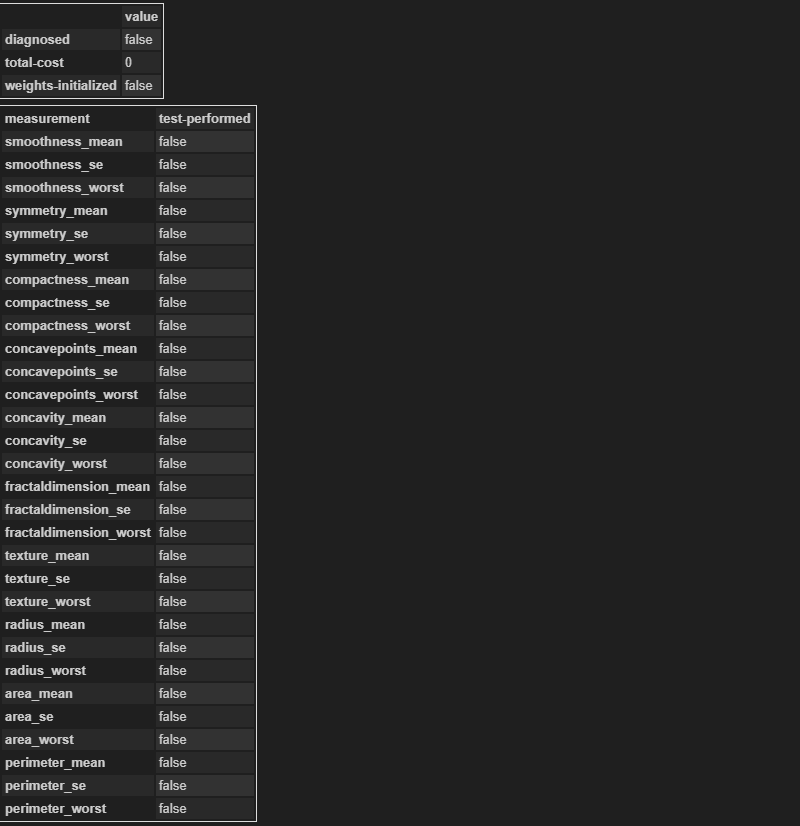 value
diagnosed false
total-cost 0
weights-initialized false
measurement test-performed
smoothness_mean false
smoothness_se false
smoothness_worst false
symmetry_mean false
symmetry_se false
symmetry_worst false
compactness_mean false
compactness_se false
compactness_worst false
concavepoints_mean false
concavepoints_se false
concavepoints_worst false
concavity_mean false
concavity_se false
concavity_worst false
fractaldimension_mean false
fractaldimension_se false
fractaldimension_worst false
texture_mean false
texture_se false
texture_worst false
radius_mean false
radius_se false
radius_worst false
area_mean false
area_se false
area_worst false
perimeter_mean false
perimeter_se false
perimeter_worst false